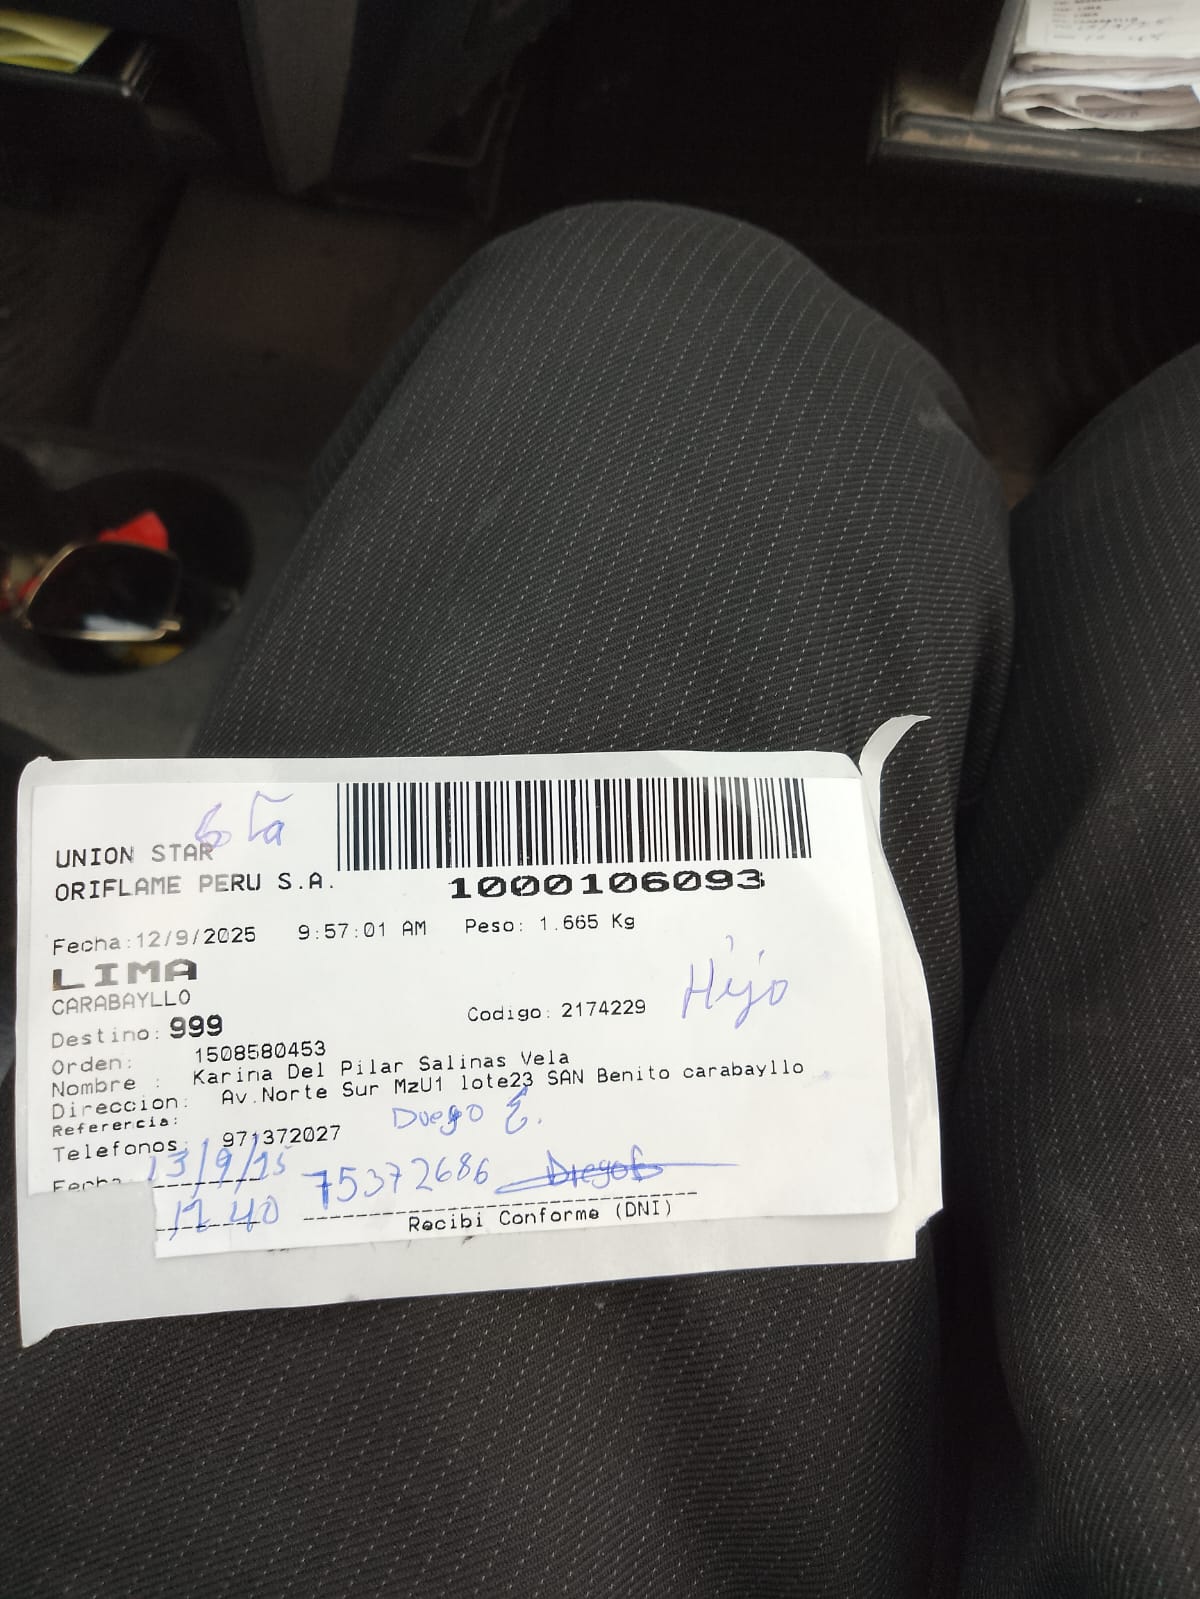 UNION STAR
ORIFLAME PERU S.A.
1000106093
Fecha:12/9/2025 9:57:01 AM Peso: 1.665 Kg
LIMA
CARABAYLLO
Hijo
Destino: 999 Codigo: 2174229
Orden: 1508580453
Nombre : Karina Del Pilar Salinas Vela
Direccion: Av.Norte Sur MzU1 lote23 SAN Benito carabayllo
Referencia:
Duego E.
Telefonos: 971372027
Fecha: 13/9/25 75372686 Diego E
12 40
Recibi Conforme (DNI)